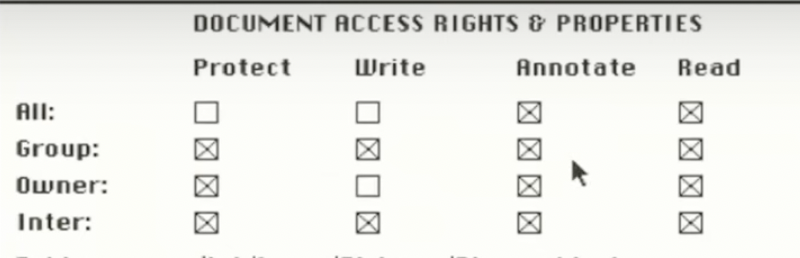 DOCUMENT ACCESS RIGHTS & PROPERTIES
Protect Write Annotate Read
All:
Group:
Owner:
Inter: